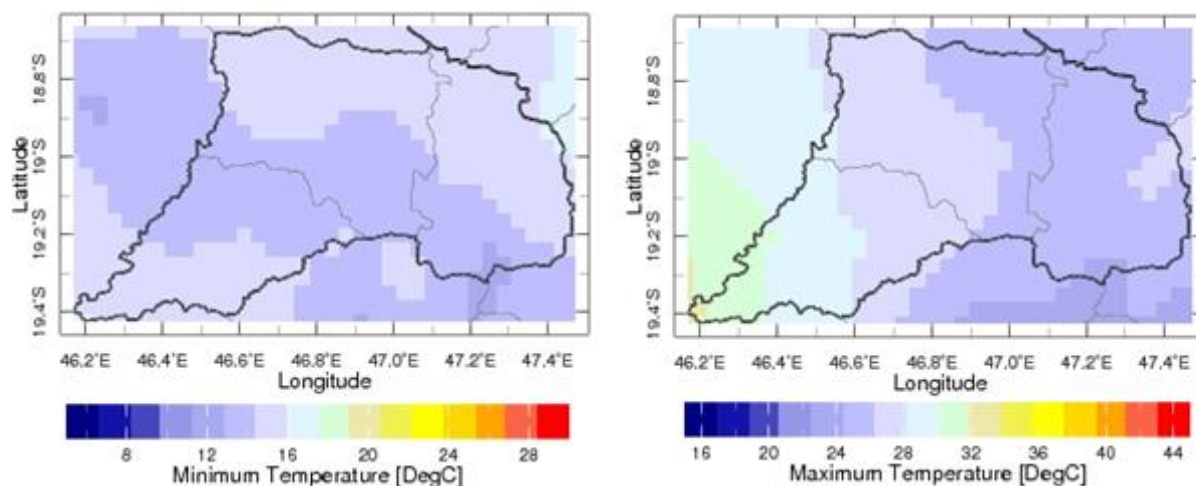 18.8°S
19°S
19.2°S
19.4°S
Latitude
46.2°E 46.4°E 46.6°E 46.8°E 47.0°E 47.2°E 47.4°E
Longitude
8 12 16 20 24 28
Minimum Temperature [DegC]
18.8°S
19°S
19.2°S
19.4°S
Latitude
46.2°E 46.4°E 46.6°E 46.8°E 47.0°E 47.2°E 47.4°E
Longitude
16 20 24 28 32 36 40 44
Maximum Temperature [DegC]